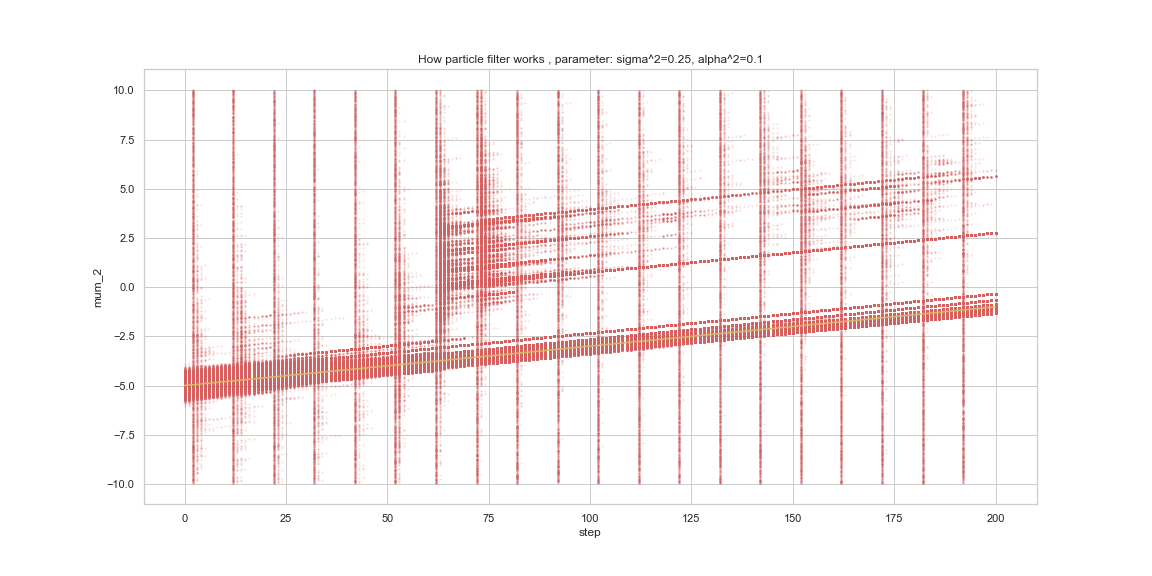 How particle filter works , parameter: sigma^2=0.25, alpha^2=0.1
10.0
7.5
5.0
2.5
0.0
−2.5
−5.0
−7.5
−10.0
mum_2
0 25 50 75 100 125 150 175 200
step